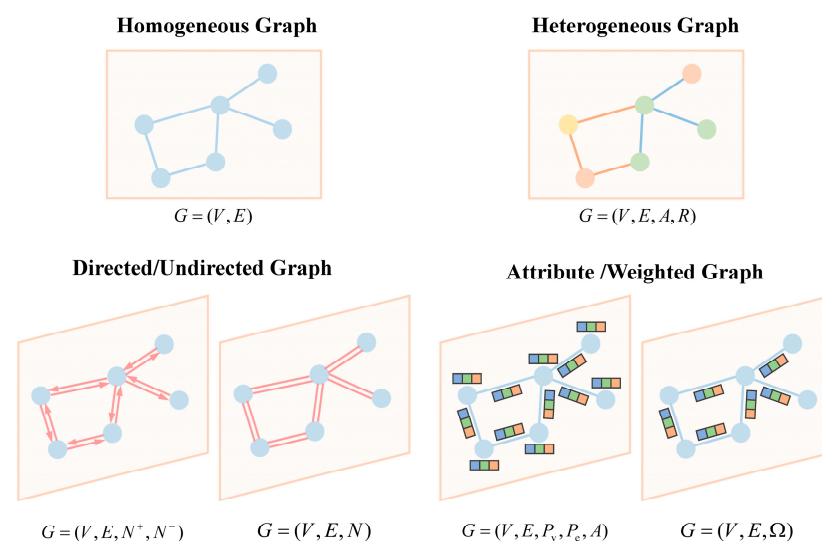 Homogeneous Graph
Heterogeneous Graph
G = (V, E)
G = (V, E, A, R)
Directed/Undirected Graph
Attribute /Weighted Graph
G = (V, E, N⁺, N⁻)
G = (V, E, N)
G = (V, E, Pᵥ, Pₑ, A)
G = (V, E, Ω)